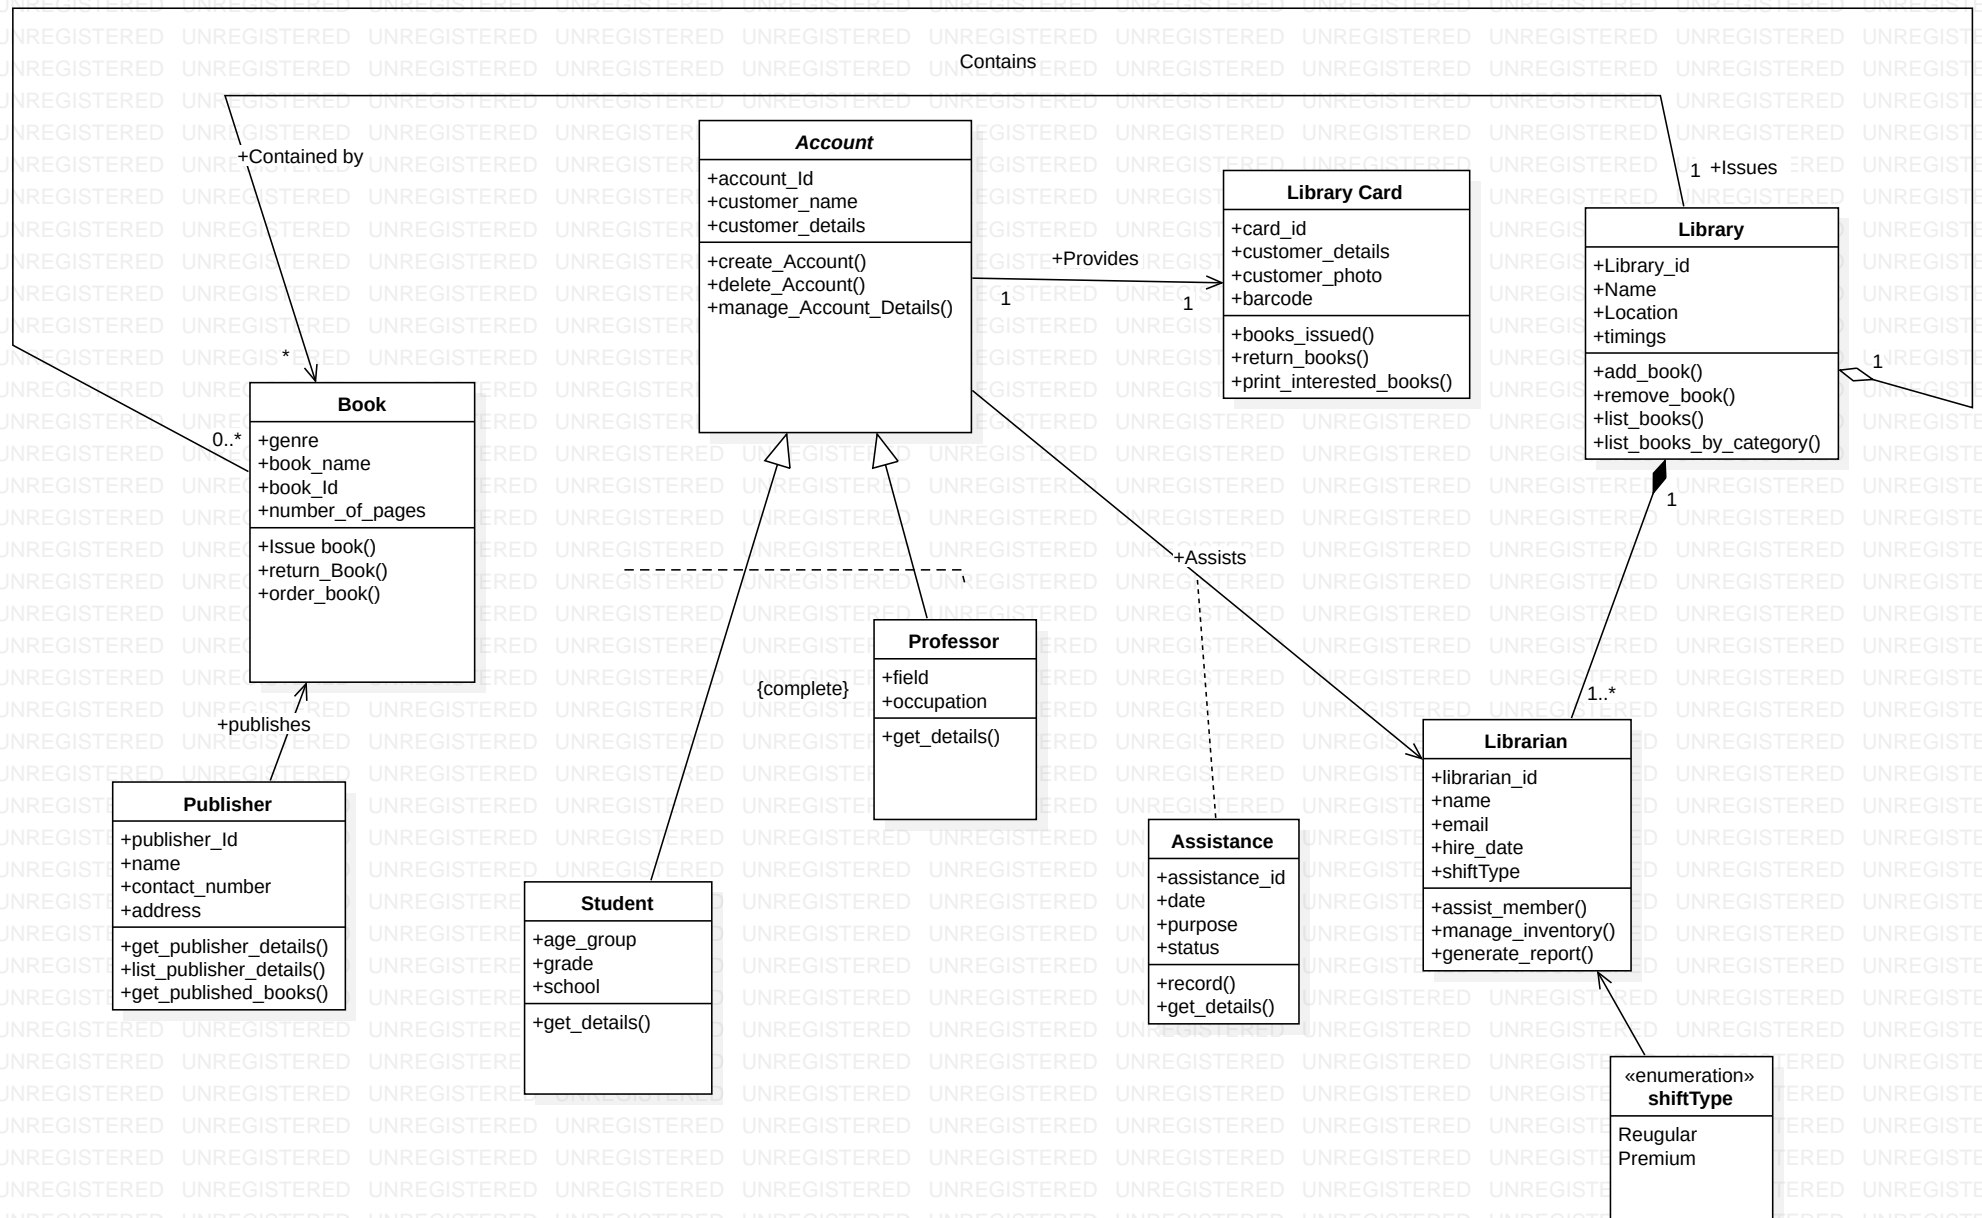 Contains
+Contained by
*
0..*
1 +Issues
Account
+account_Id
+customer_name
+customer_details
+create_Account()
+delete_Account()
+manage_Account_Details()
+Provides
1
1
Library Card
+card_id
+customer_details
+customer_photo
+barcode
+books_issued()
+return_books()
+print_interested_books()
Library
+Library_id
+Name
+Location
+timings
+add_book()
+remove_book()
+list_books()
+list_books_by_category()
1
1
1..*
Book
+genre
+book_name
+book_Id
+number_of_pages
+Issue book()
+return_Book()
+order_book()
+publishes
Publisher
+publisher_Id
+name
+contact_number
+address
+get_publisher_details()
+list_publisher_details()
+get_published_books()
{complete}
Student
+age_group
+grade
+school
+get_details()
Professor
+field
+occupation
+get_details()
+Assists
Assistance
+assistance_id
+date
+purpose
+status
+record()
+get_details()
Librarian
+librarian_id
+name
+email
+hire_date
+shiftType
+assist_member()
+manage_inventory()
+generate_report()
«enumeration»
shiftType
Reugular
Premium
UNREGISTERED